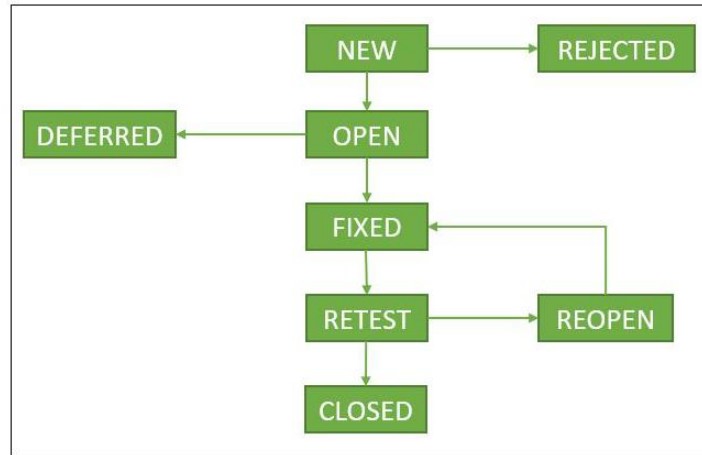 NEW
REJECTED
DEFERRED
OPEN
FIXED
RETEST
REOPEN
CLOSED